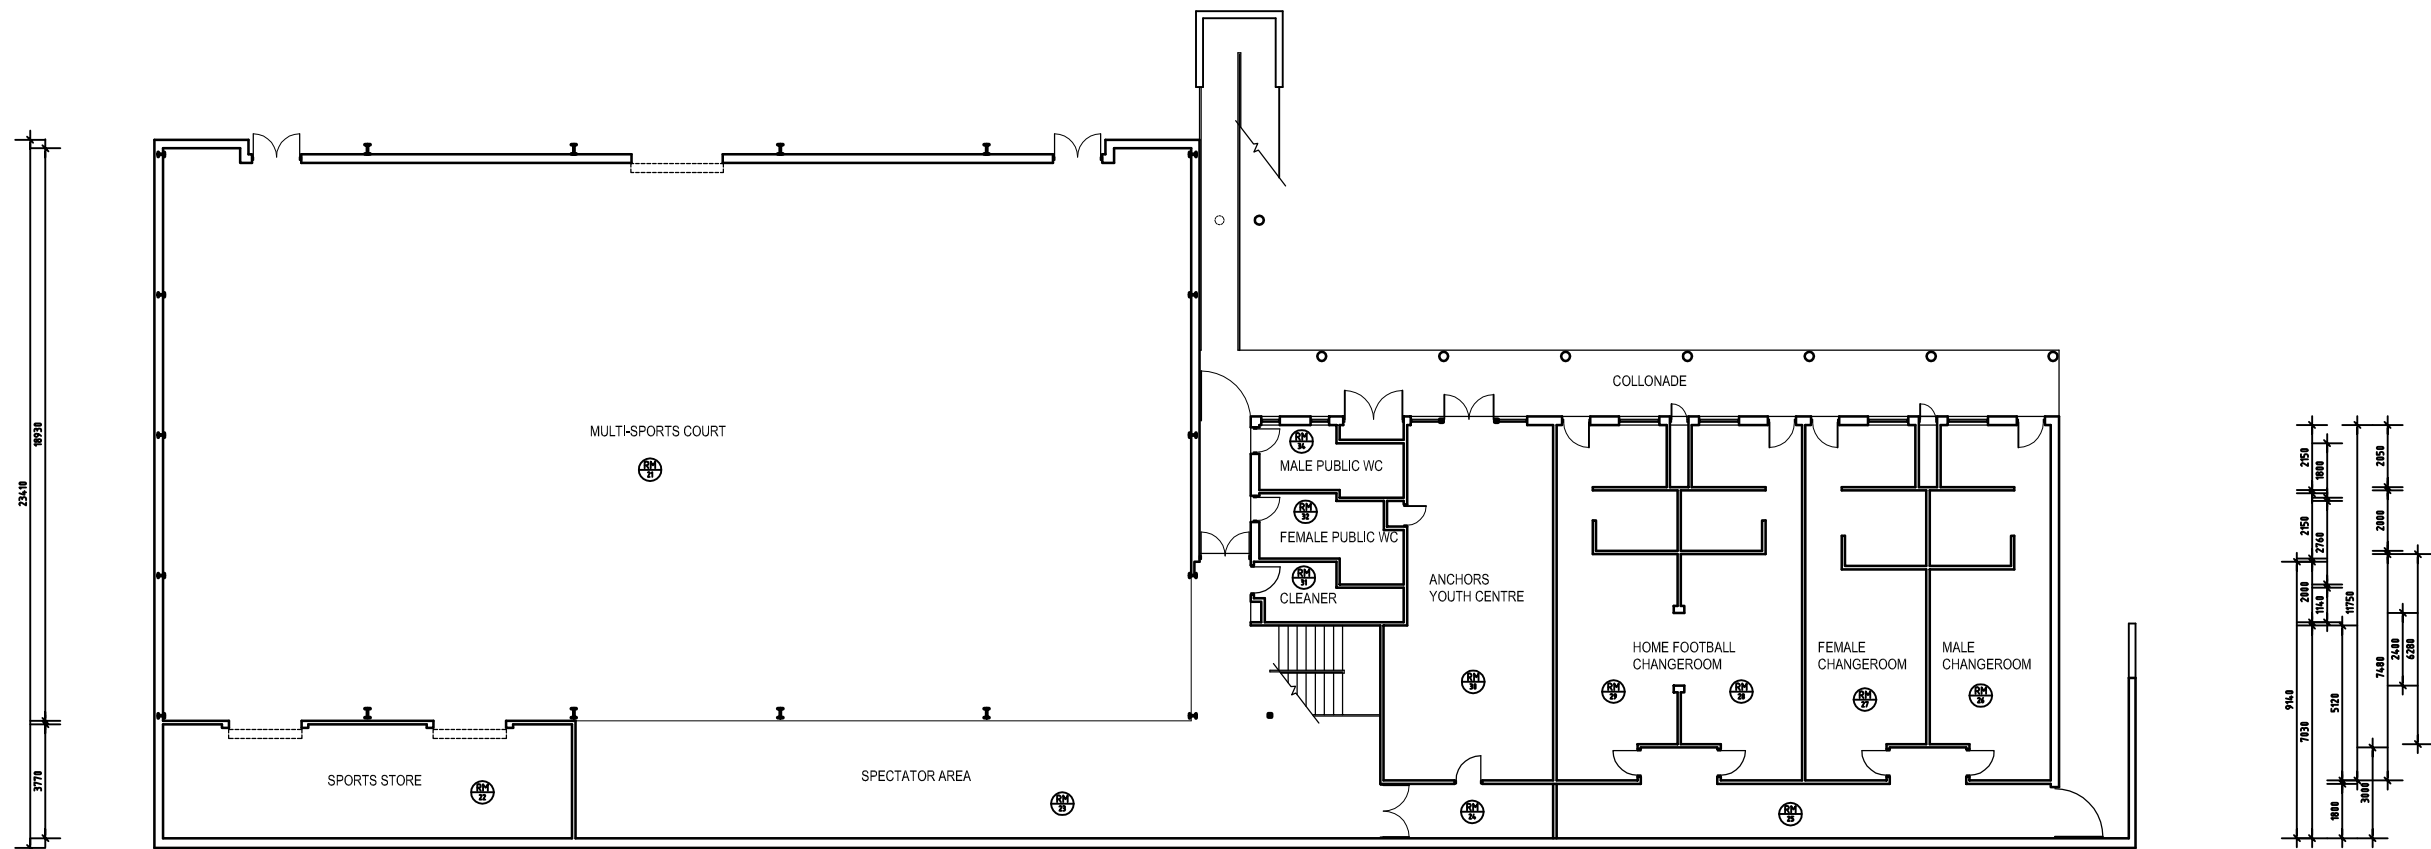 COLLONADE
MULTI-SPORTS COURT
RM
21
RM
34
MALE PUBLIC WC
RM
32
FEMALE PUBLIC WC
RM
31
CLEANER
ANCHORS
YOUTH CENTRE
RM
30
HOME FOOTBALL
CHANGEROOM
RM
29
RM
28
FEMALE
CHANGEROOM
RM
27
MALE
CHANGEROOM
RM
26
SPORTS STORE
RM
22
SPECTATOR AREA
RM
23
RM
24
RM
25
23410
18930
3770
2150
1800
2050
2150
2760
2000
2000
1140
11750
2400
6280
7480
9140
7030
5120
3000
1800